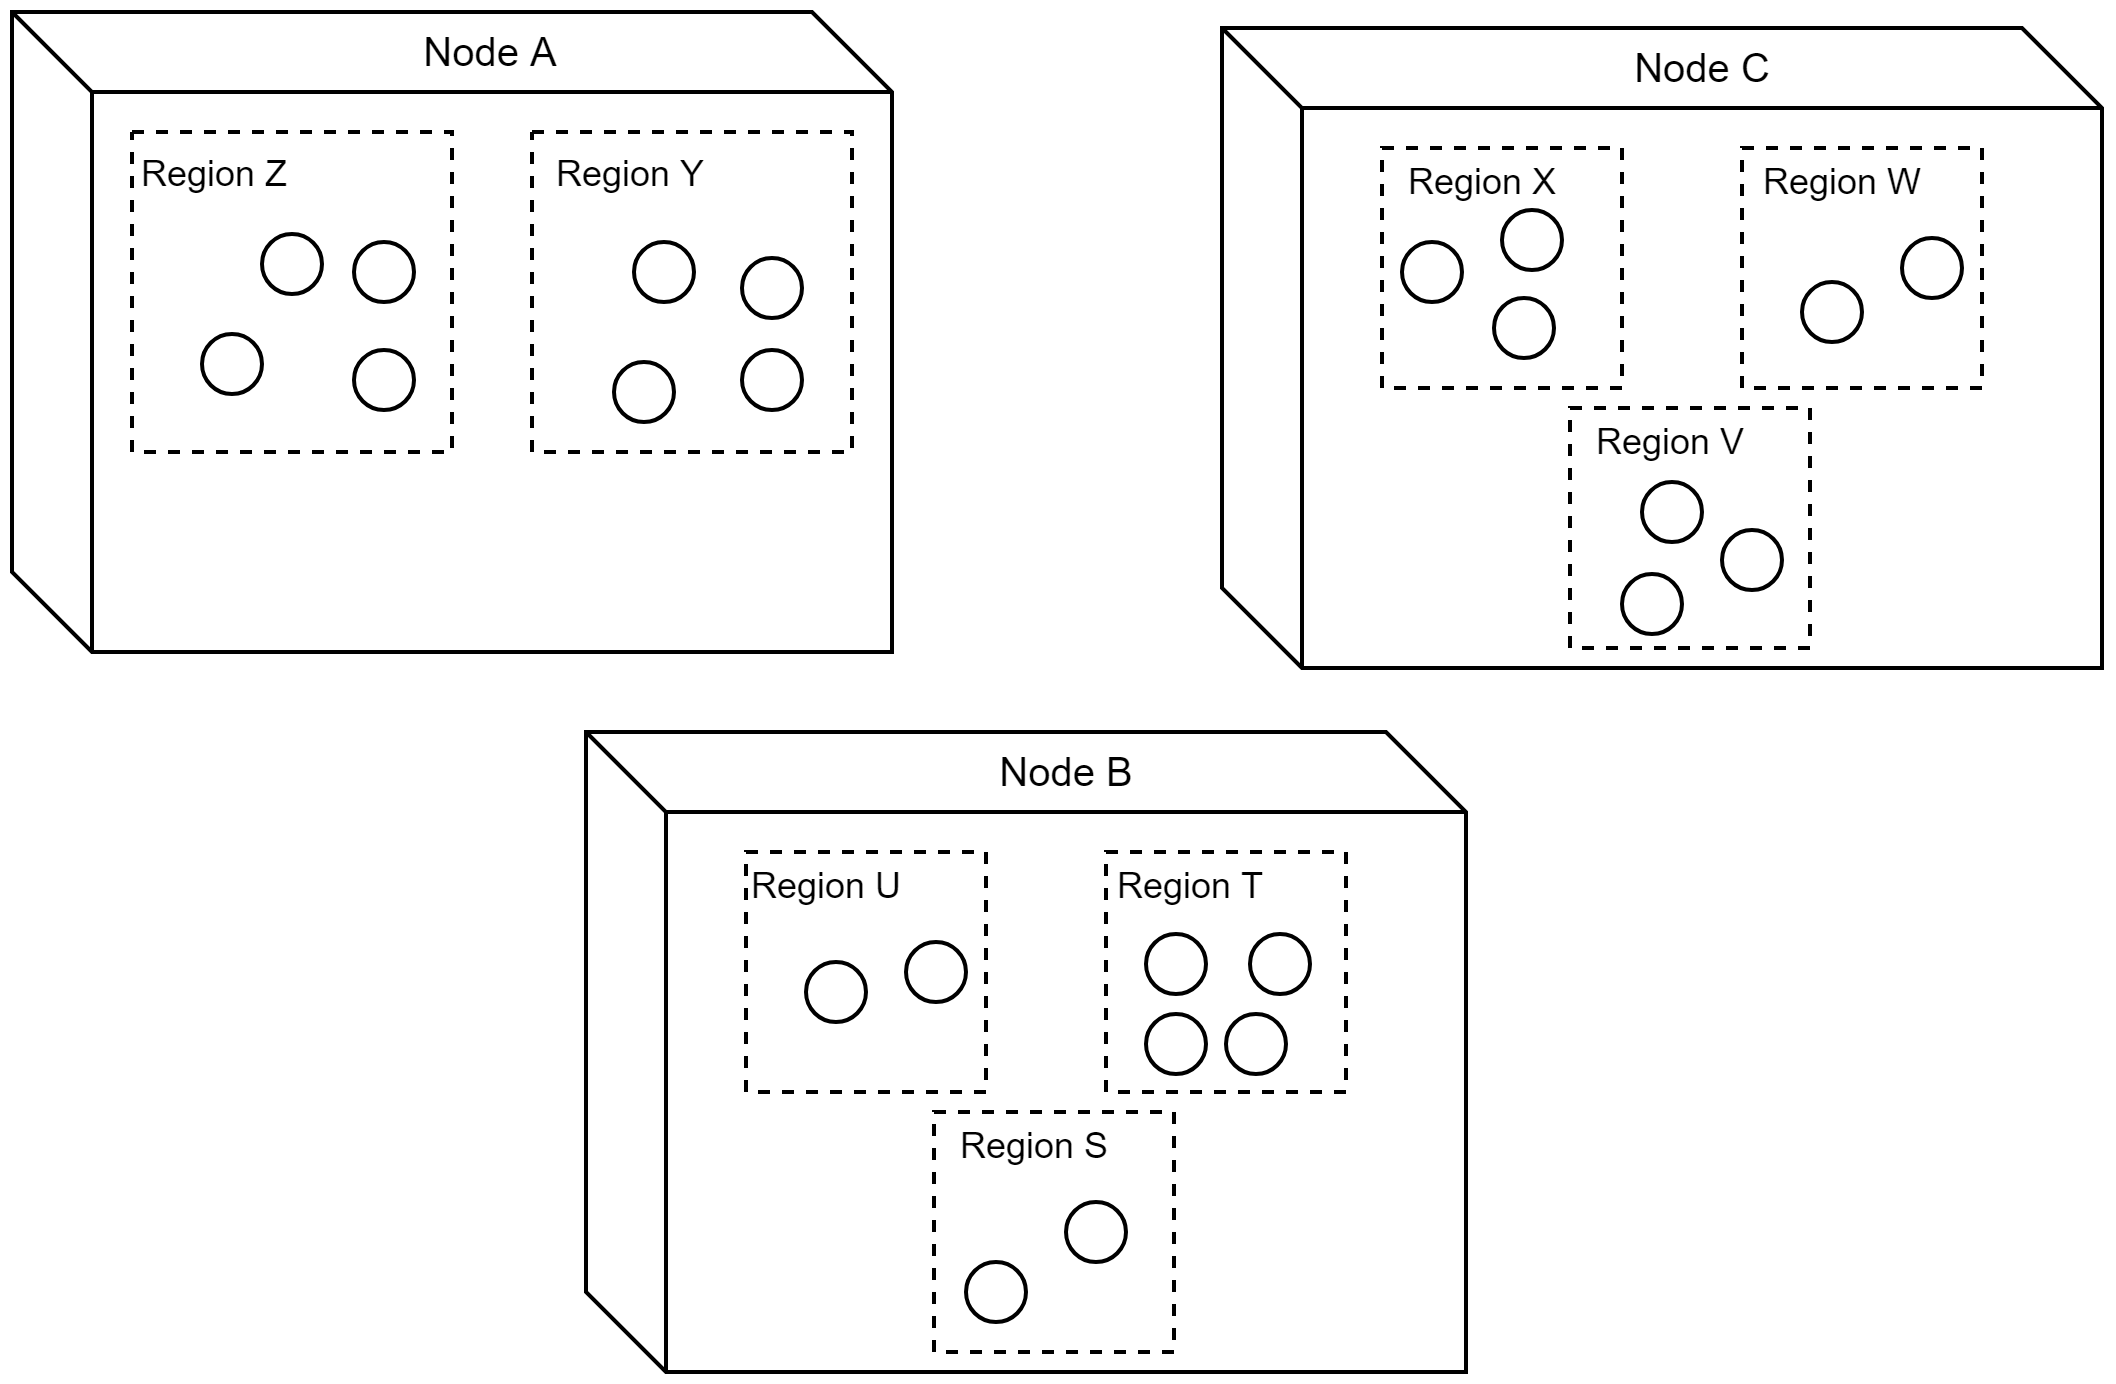 Node A
Region Z
Region Y
Node C
Region X
Region W
Region V
Node B
Region U
Region T
Region S